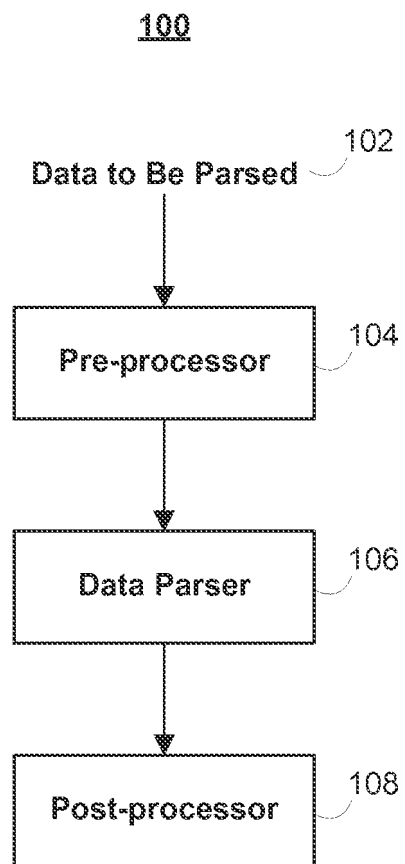 100
102
Data to Be Parsed
104
Pre-processor
106
Data Parser
108
Post-processor